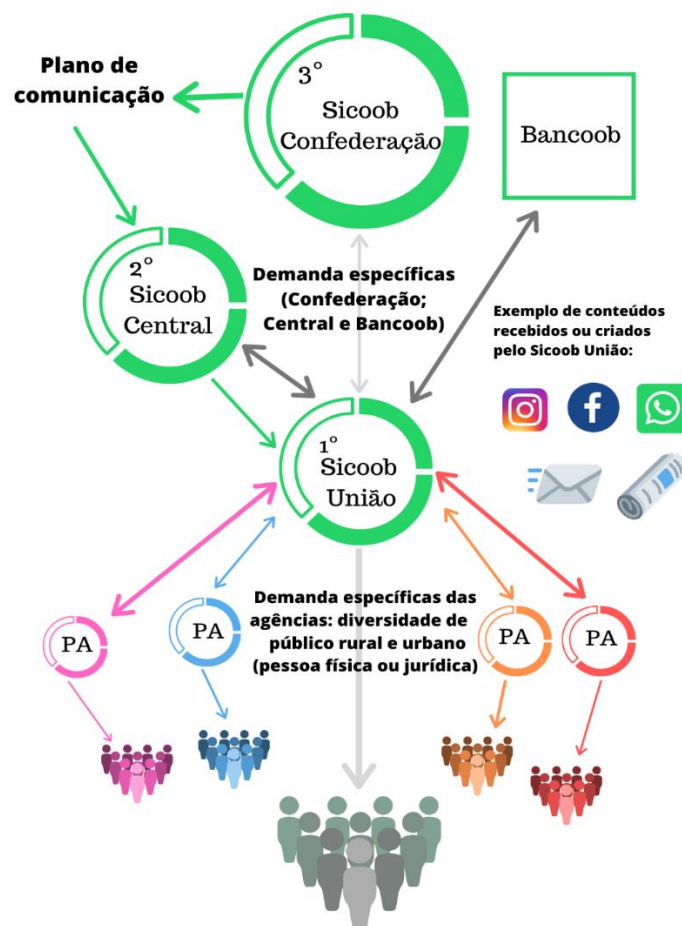 Plano de
comunicação
3°
Sicoob
Confederação
Bancoob
2°
Sicoob
Central
Demanda específicas
(Confederação;
Central e Bancoob)
Exemplo de conteúdos
recebidos ou criados
pelo Sicoob União:
1°
Sicoob
União
PA
PA
Demanda específicas das
agências: diversidade de
público rural e urbano
(pessoa física ou jurídica)
PA
PA